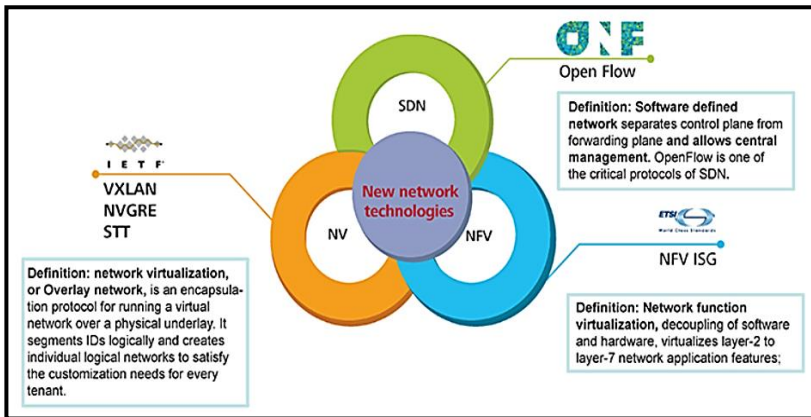 ONF
Open Flow
SDN
Definition: Software defined
network separates control plane from
forwarding plane and allows central
management. OpenFlow is one of
the critical protocols of SDN.
I E T F
VXLAN
NVGRE
STT
New network
technologies
NV
NFV
ETSI
World Class Standards
NFV ISG
Definition: network virtualization,
or Overlay network, is an encapsula-
tion protocol for running a virtual
network over a physical underlay. It
segments IDs logically and creates
individual logical networks to satisfy
the customization needs for every
tenant.
Definition: Network function
virtualization, decoupling of software
and hardware, virtualizes layer-2 to
layer-7 network application features;